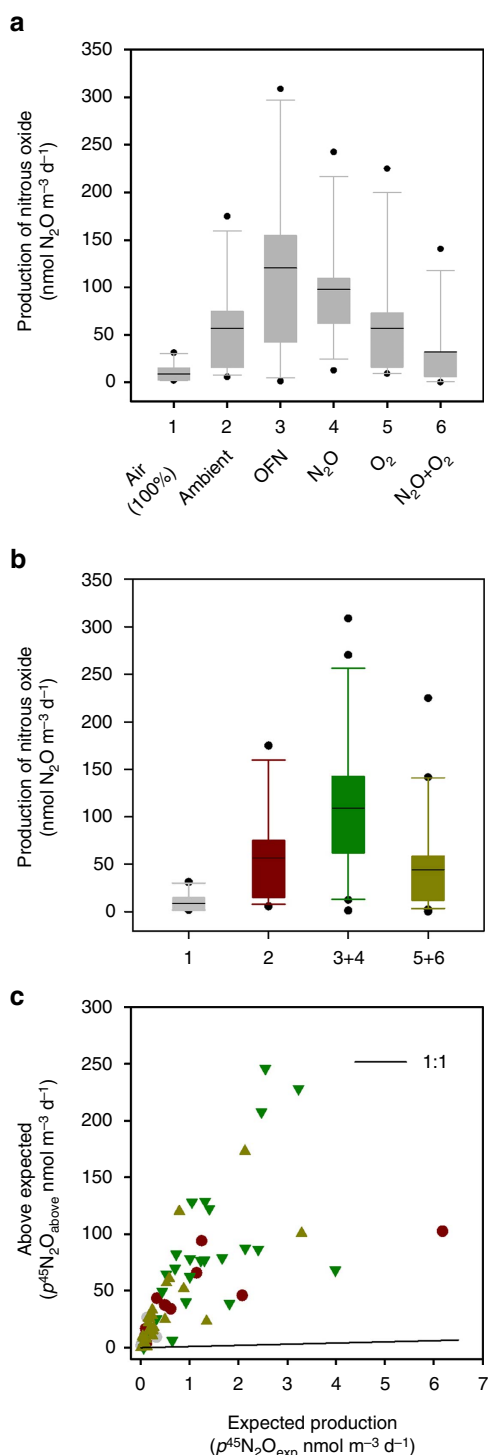 a
Production of nitrous oxide
(nmol N₂O m⁻³ d⁻¹)
350
300
250
200
150
100
50
0
1 2 3 4 5 6
Air (100%) Ambient OFN N₂O O₂ N₂O+O₂
b
Production of nitrous oxide
(nmol N₂O m⁻³ d⁻¹)
350
300
250
200
150
100
50
0
1 2 3+4 5+6
c
Above expected
(p⁴⁵N₂O_above nmol m⁻³ d⁻¹)
300
250
200
150
100
50
0
1:1
0 1 2 3 4 5 6 7
Expected production
(p⁴⁵N₂O_exp nmol m⁻³ d⁻¹)